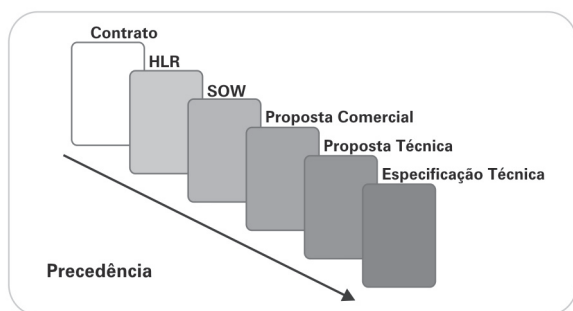 Contrato
HLR
SOW
Proposta Comercial
Proposta Técnica
Especificação Técnica
Precedência